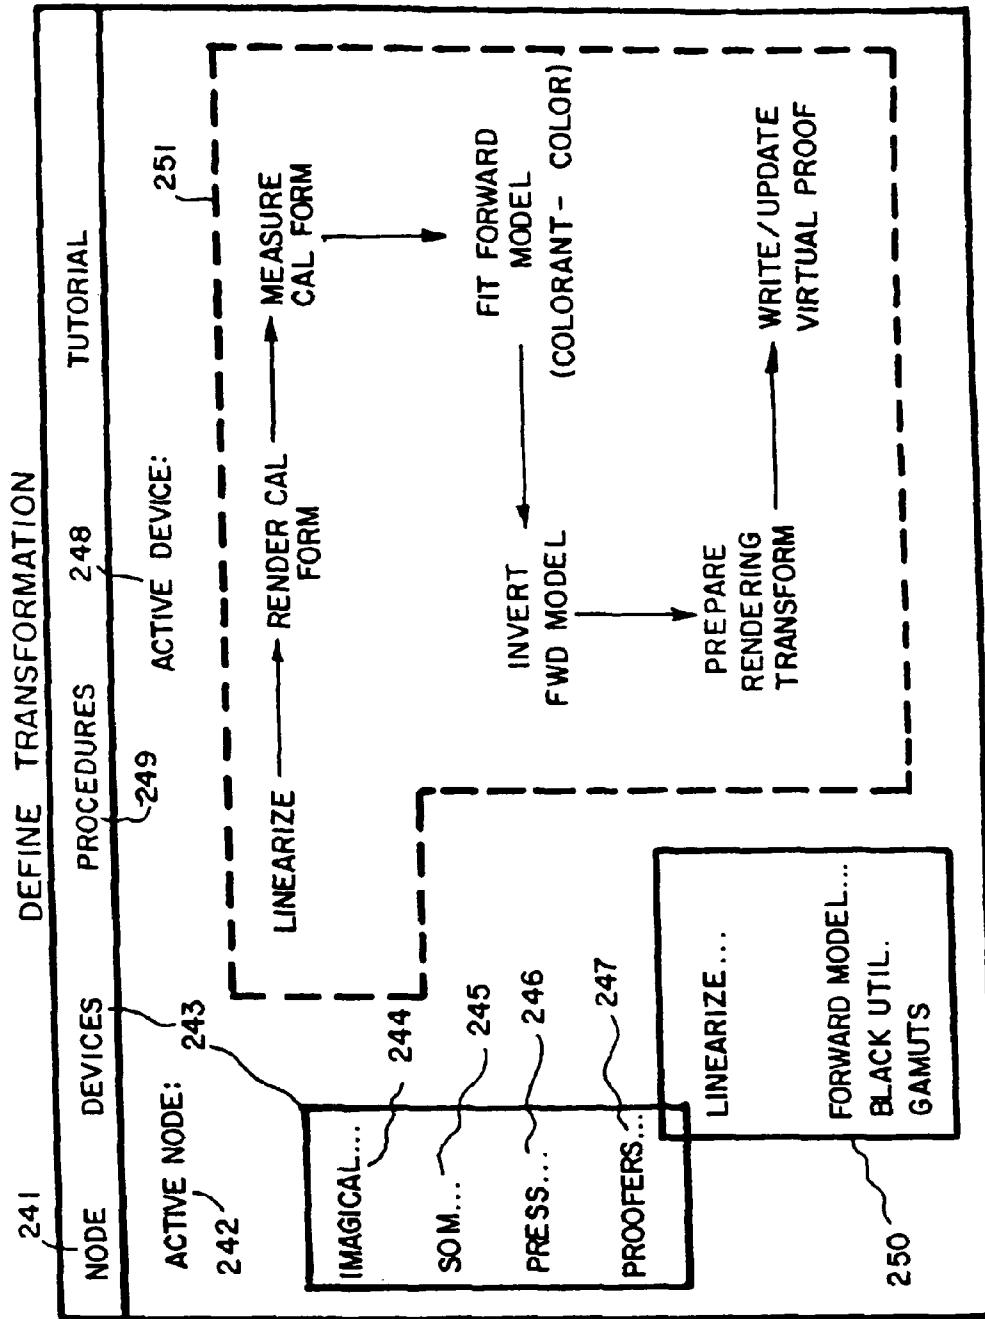 DEFINE TRANSFORMATION
241
NODE DEVICES PROCEDURES TUTORIAL
243
249
248
ACTIVE NODE:
242
ACTIVE DEVICE:
251
IMAGICAL...
244
SOM...
245
PRESS...
246
PROOFERS...
247
LINEARIZE...
FORWARD MODEL...
BLACK UTIL.
GAMUTS
250
LINEARIZE
RENDER CAL
FORM
MEASURE
CAL FORM
FIT FORWARD
MODEL
(COLORANT- COLOR)
INVERT
FWD MODEL
PREPARE
RENDERING
TRANSFORM
WRITE/UPDATE
VIRTUAL PROOF